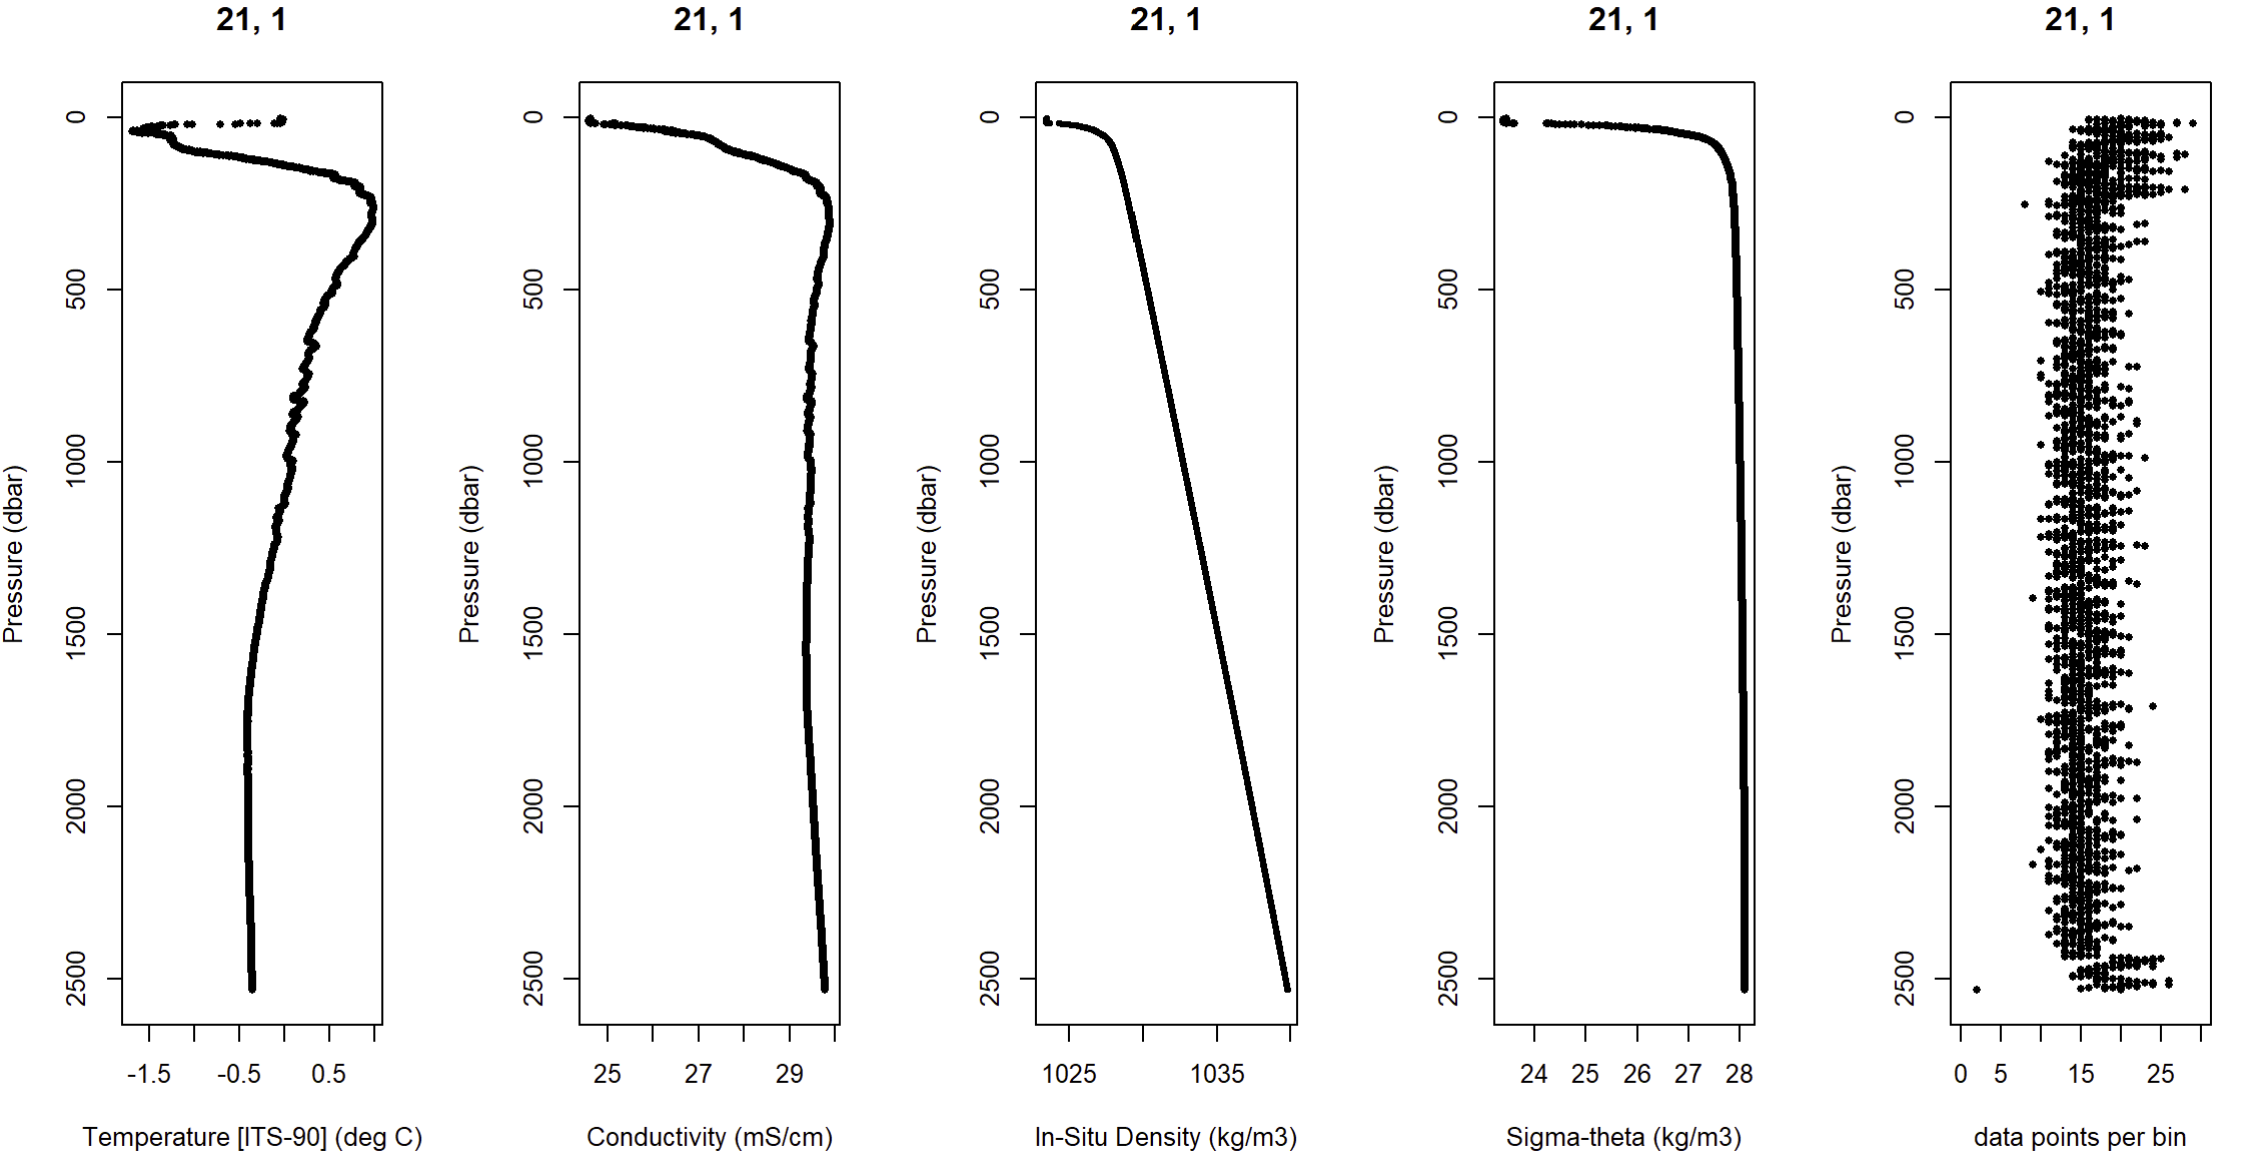 21, 1
0
500
1000
1500
2000
2500
Pressure (dbar)
-1.5 -0.5 0.5
Temperature [ITS-90] (deg C)
21, 1
0
500
1000
1500
2000
2500
Pressure (dbar)
25 27 29
Conductivity (mS/cm)
21, 1
0
500
1000
1500
2000
2500
Pressure (dbar)
1025 1035
In-Situ Density (kg/m3)
21, 1
0
500
1000
1500
2000
2500
Pressure (dbar)
24 25 26 27 28
Sigma-theta (kg/m3)
21, 1
0
500
1000
1500
2000
2500
Pressure (dbar)
0 5 15 25
data points per bin